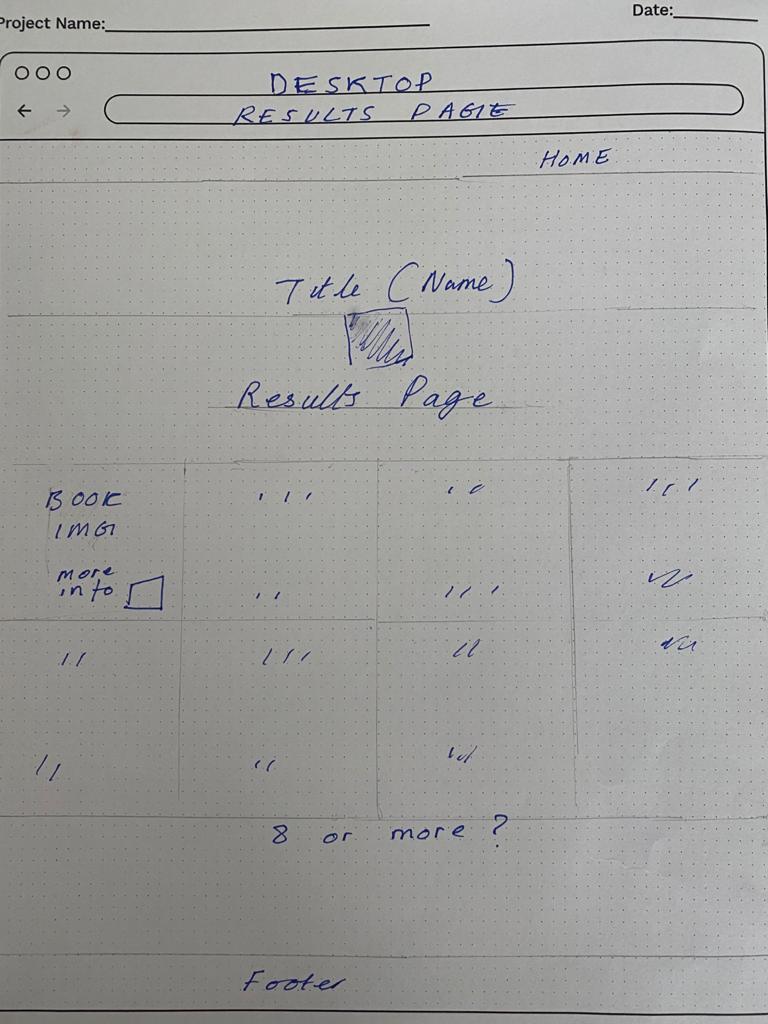 Project Name:
Date:
DESKTOP
RESULTS PAGE
HOME
Title (Name)
Results Page
BOOK
IMG
more
info
8 or more ?
Footer